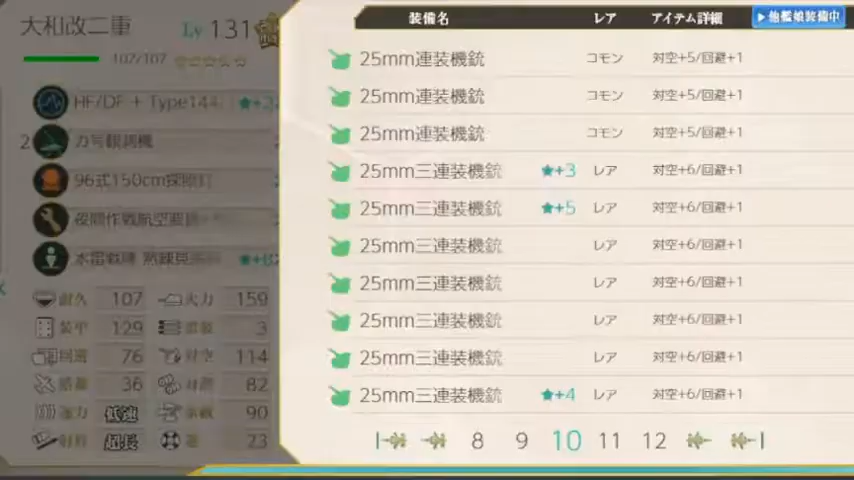 大和改二重 Lv 131
107/107
HF/DF + Type144
2 カ号観測機
96式150cm探照灯
夜間作戦航空要員
水雷戦隊 熟練見張員
耐久 107 火力 159
装甲 129 雷装 3
回避 76 対空 114
搭載 36 対潜 82
速力 低速 索敵 90
射程 超長 運 23
装備名 レア アイテム詳細 ▶他艦娘装備中
25mm連装機銃 コモン 対空+5/回避+1
25mm連装機銃 コモン 対空+5/回避+1
25mm連装機銃 コモン 対空+5/回避+1
25mm三連装機銃 ★+3 レア 対空+6/回避+1
25mm三連装機銃 ★+5 レア 対空+6/回避+1
25mm三連装機銃 レア 対空+6/回避+1
25mm三連装機銃 レア 対空+6/回避+1
25mm三連装機銃 レア 対空+6/回避+1
25mm三連装機銃 レア 対空+6/回避+1
25mm三連装機銃 ★+4 レア 対空+6/回避+1
8 9 10 11 12